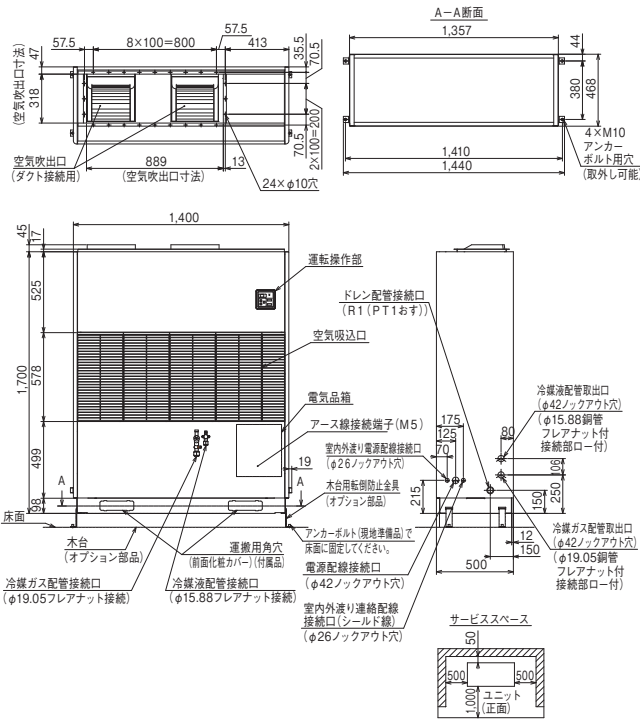 57.5
8×100=800
57.5
413
47
318
(空気吹出口寸法)
35.5
70.5
2×100=200
70.5
空気吹出口
(ダクト接続用)
889
(空気吹出口寸法)
13
24×φ10穴
A－A断面
1,357
44
380
468
4×M10
アンカー
ボルト用穴
(取外し可能)
1,410
1,440
1,400
45
17
525
578
1,700
499
98
A
A
19
床面
運転操作部
空気吸込口
電気品箱
アース線接続端子(M5)
木台用転倒防止金具
(オプション部品)
アンカーボルト(現地準備品)で
床面に固定してください。
木台
(オプション部品)
運搬用角穴
(前面化粧カバー)(付属品)
冷媒ガス配管接続口
(φ19.05フレアナット接続)
冷媒液配管接続口
(φ15.88フレアナット接続)
ドレン配管接続口
(R1(PT1おす))
175
125
70
室内外渡り電源配線接続口
(φ26ノックアウト穴)
215
80
106
250
150
12
150
500
冷媒液配管取出口
(φ42ノックアウト穴)
(φ15.88銅管
フレアナット付
接続部ロー付)
冷媒ガス配管取出口
(φ42ノックアウト穴)
(φ19.05銅管
フレアナット付
接続部ロー付)
電源配線接続口
(φ42ノックアウト穴)
室内外渡り連絡配線
接続口(シールド線)
(φ26ノックアウト穴)
サービススペース
50
500
500
1,000
ユニット
(正面)